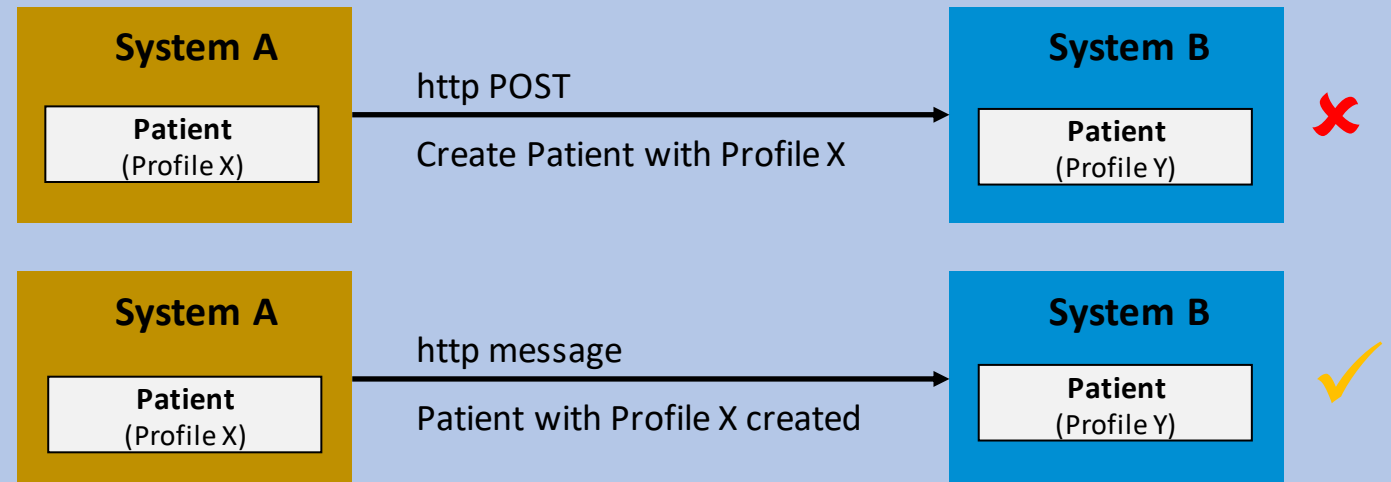 System A
Patient
(Profile X)
http POST
Create Patient with Profile X
System B
Patient
(Profile Y)
System A
Patient
(Profile X)
http message
Patient with Profile X created
System B
Patient
(Profile Y)